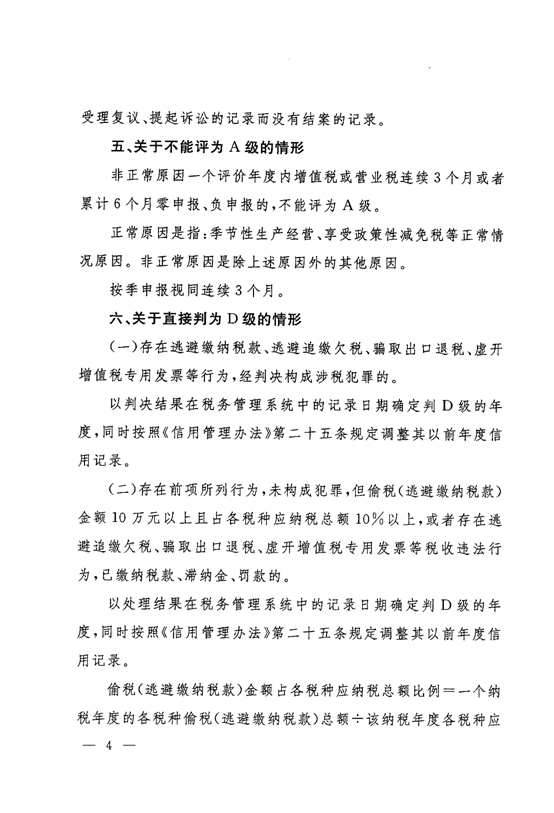 受理复议、提起诉讼的记录而没有结案的记录。
五、关于不能评为 A 级的情形
非正常原因一个评价年度内增值税或营业税连续 3 个月或者
累计 6 个月零申报、负申报的,不能评为 A 级。
正常原因是指:季节性生产经营、享受政策性减免税等正常情
况原因。非正常原因是除上述原因外的其他原因。
按季申报视同连续 3 个月。
六、关于直接判为 D 级的情形
(一)存在逃避缴纳税款、逃避追缴欠税、骗取出口退税、虚开
增值税专用发票等行为,经判决构成涉税犯罪的。
以判决结果在税务管理系统中的记录日期确定判 D 级的年
度,同时按照《信用管理办法》第二十五条规定调整其以前年度信
用记录。
(二)存在前项所列行为,未构成犯罪,但偷税(逃避缴纳税款)
金额 10 万元以上且占各税种应纳税总额 10%以上,或者存在逃
避追缴欠税、骗取出口退税、虚开增值税专用发票等税收违法行
为,已缴纳税款、滞纳金、罚款的。
以处理结果在税务管理系统中的记录日期确定判 D 级的年
度,同时按照《信用管理办法》第二十五条规定调整其以前年度信
用记录。
偷税(逃避缴纳税款)金额占各税种应纳税总额比例=一个纳
税年度的各税种偷税(逃避缴纳税款)总额÷该纳税年度各税种应
— 4 —